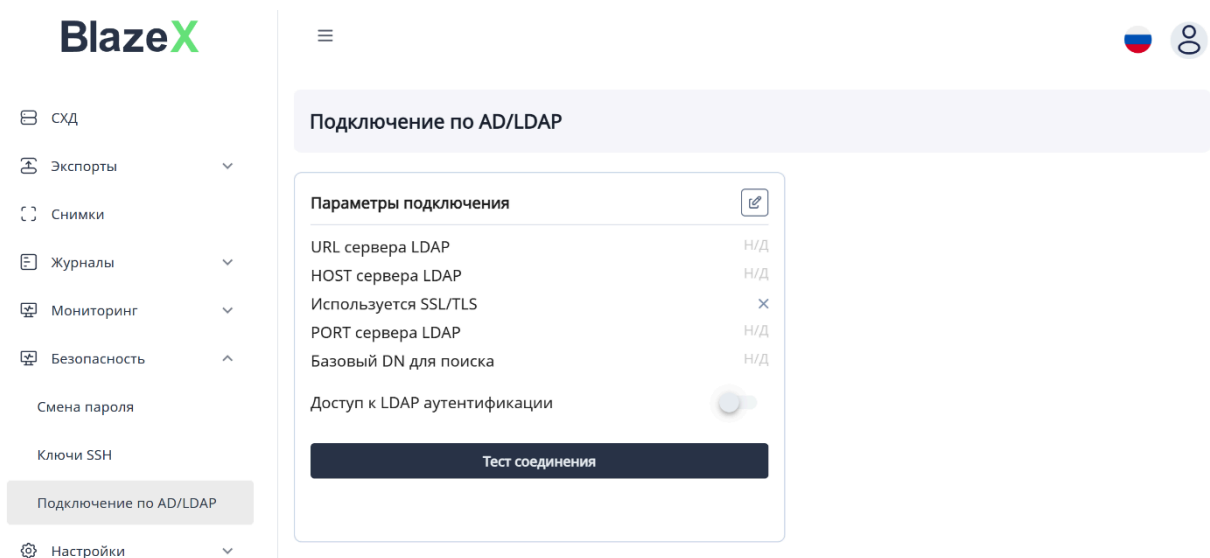 BlazeX
СХД
Экспорты
Снимки
Журналы
Мониторинг
Безопасность
Смена пароля
Ключи SSH
Подключение по AD/LDAP
Настройки
Подключение по AD/LDAP
Параметры подключения
URL сервера LDAP Н/Д
HOST сервера LDAP Н/Д
Используется SSL/TLS
PORT сервера LDAP Н/Д
Базовый DN для поиска Н/Д
Доступ к LDAP аутентификации
Тест соединения